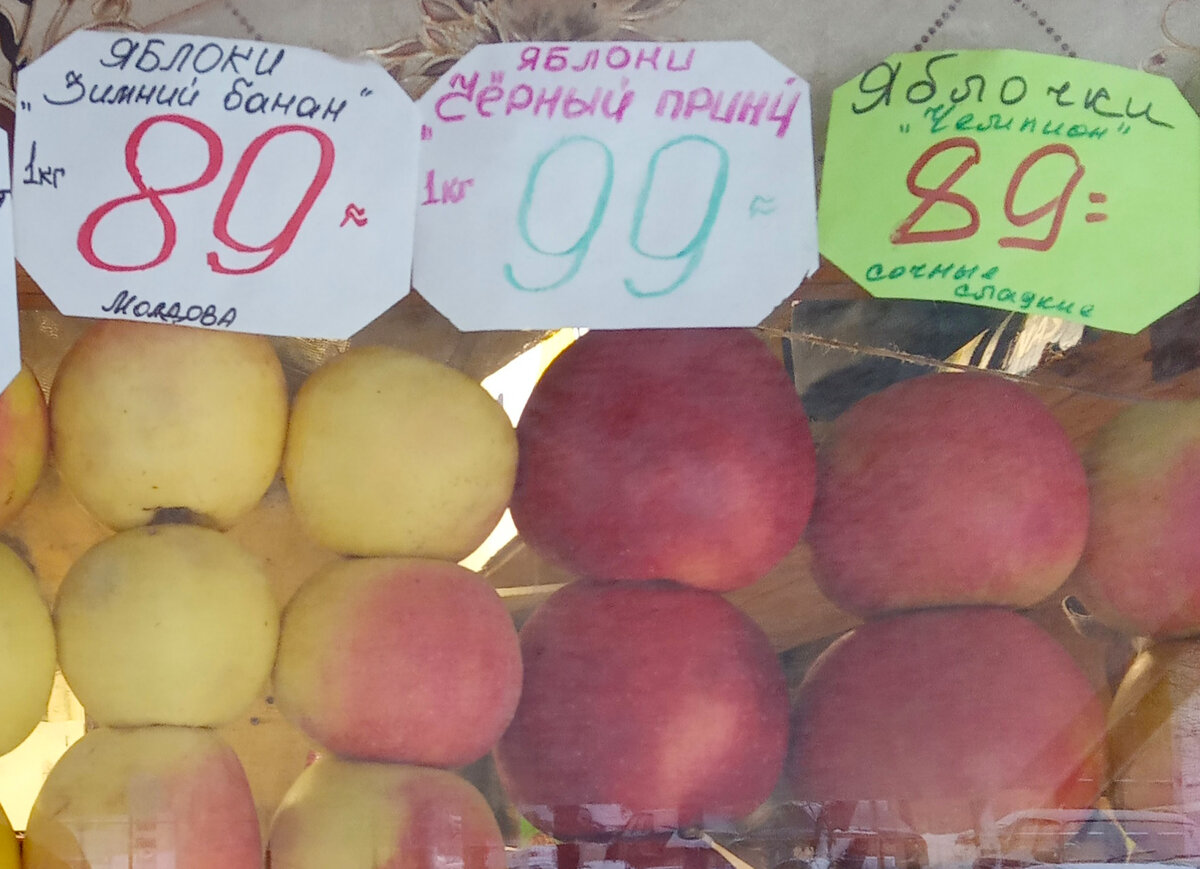 Яблоки
"Зимний банан"
1кг
89 ≈
Молдова
Яблоки
"Чёрный принц"
1кг
99 ≈
Яблочки
"Чемпион"
89=
сочные
сладкие